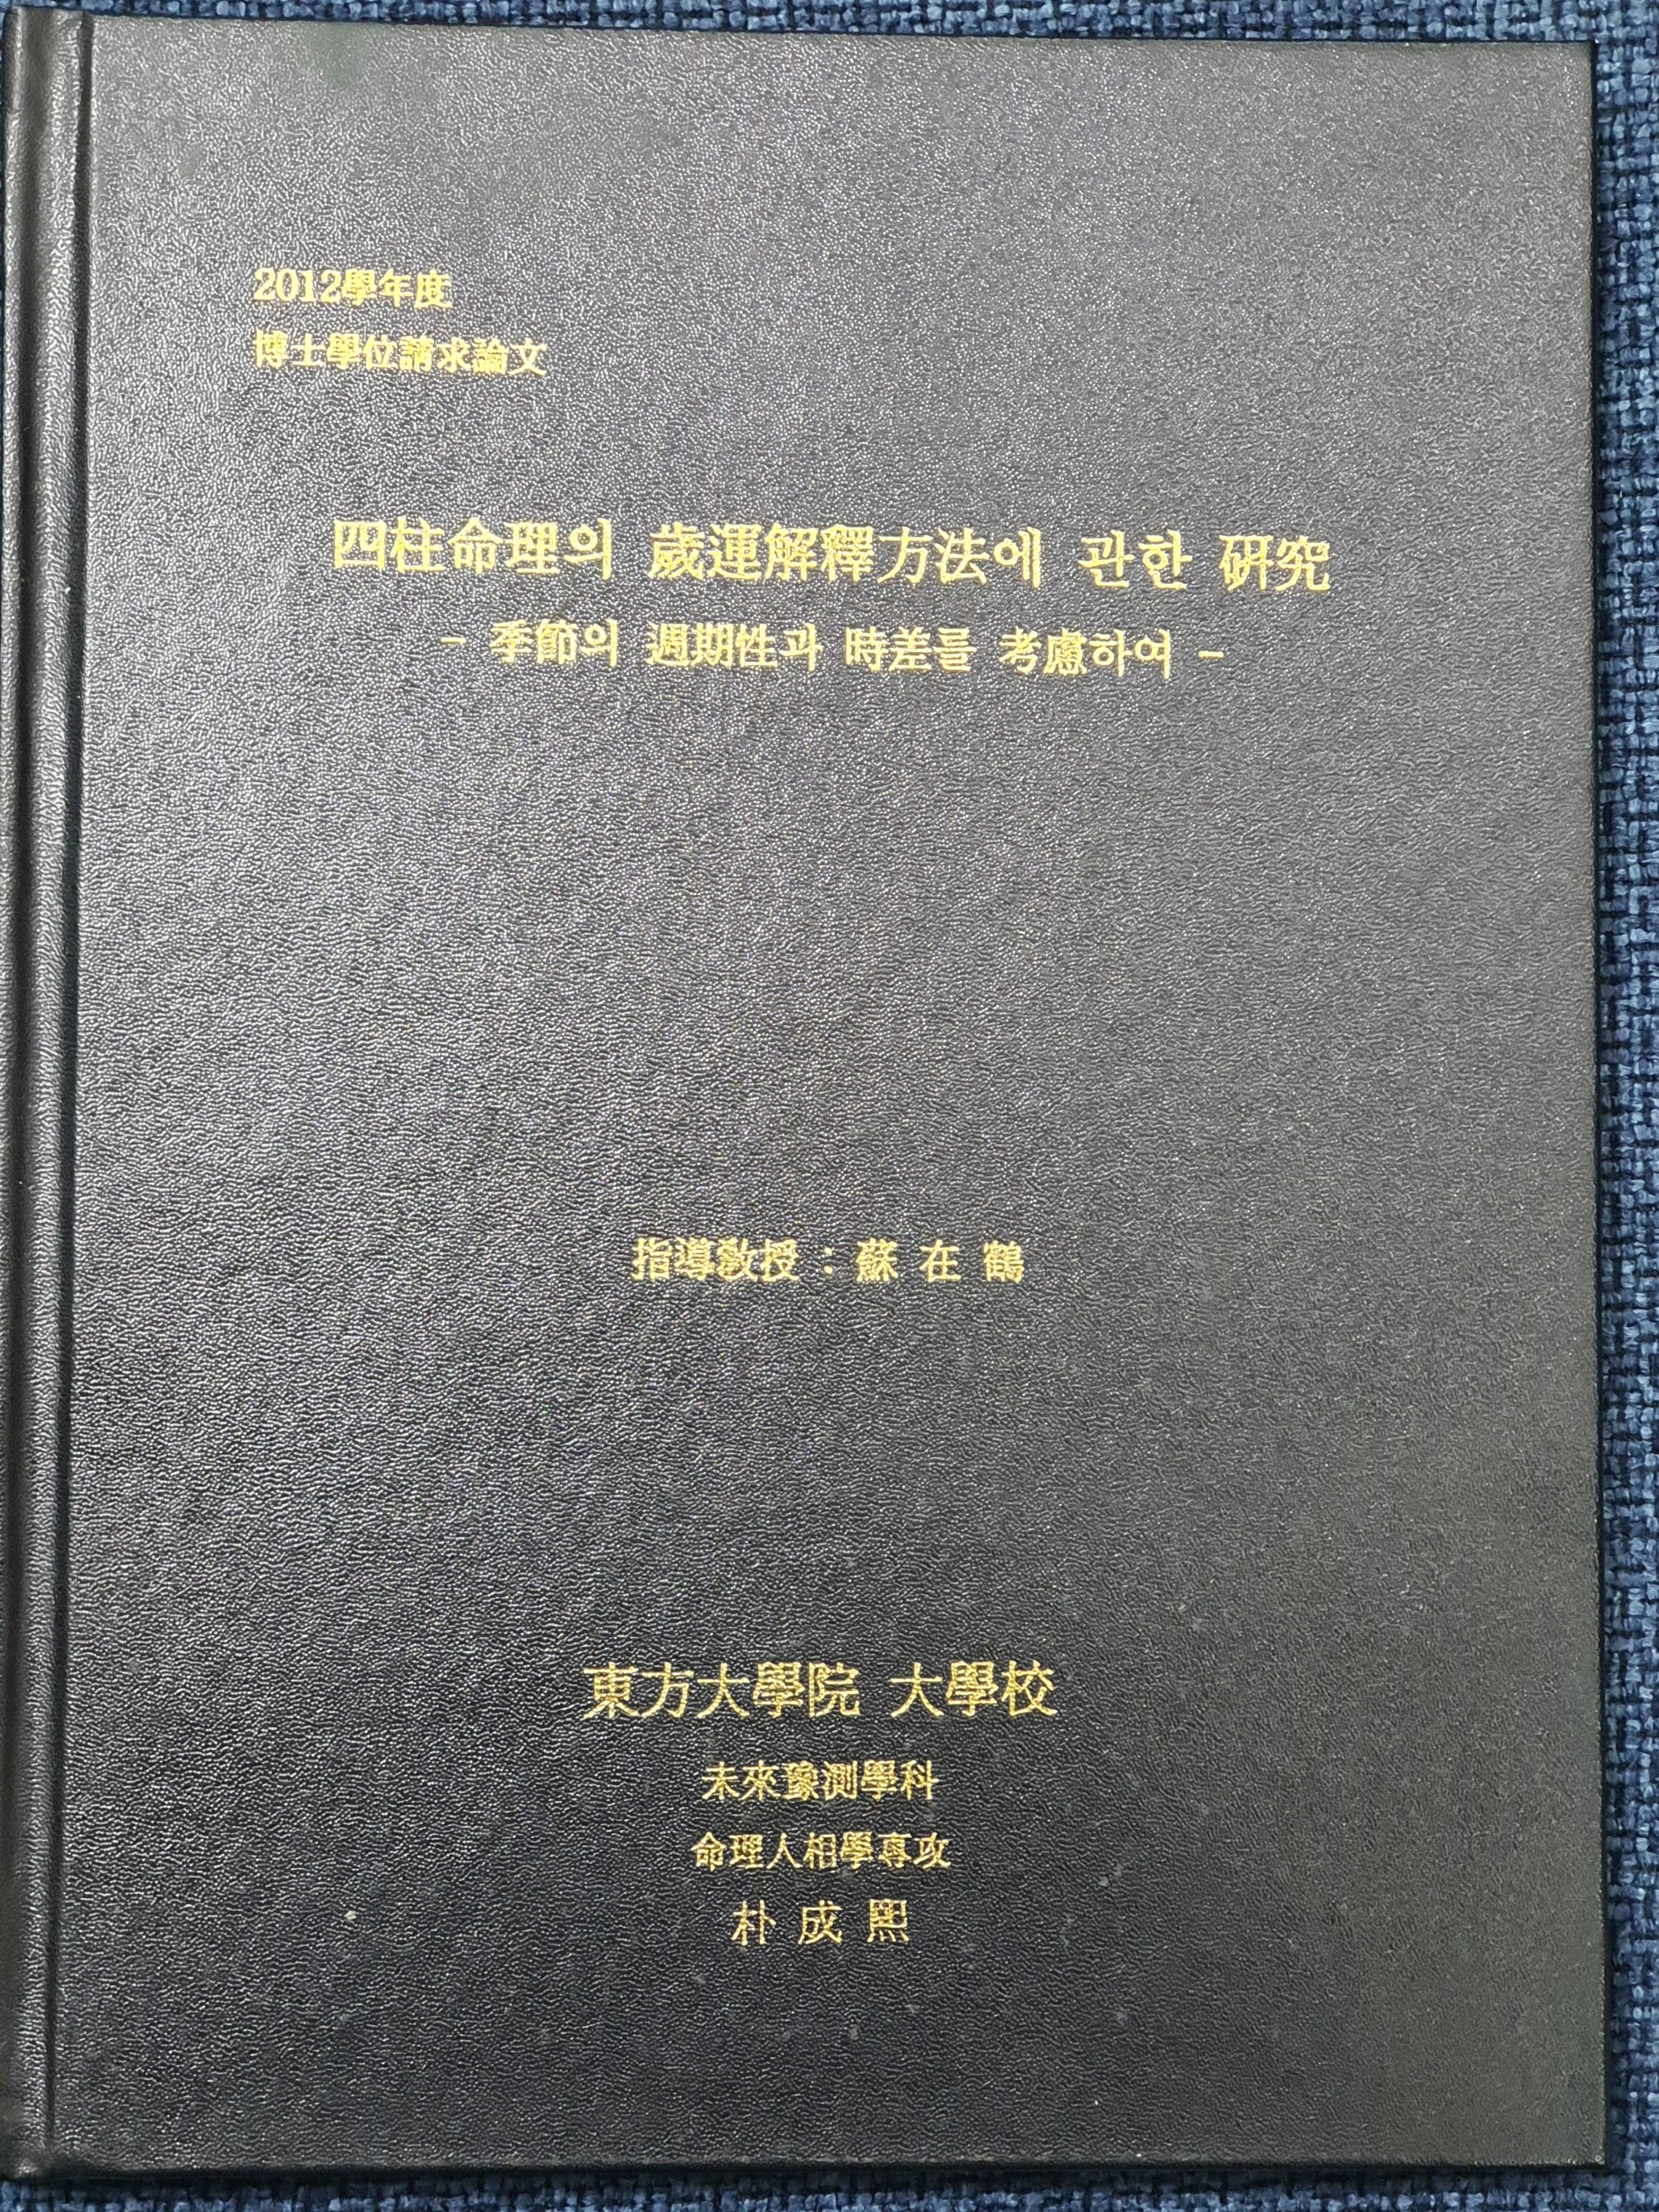 2012學年度
博士學位請求論文
四柱命理의 歲運解釋方法에 관한 硏究
- 季節의 週期性과 時差를 考慮하여 -
指導敎授 : 蘇 在 鶴
東方大學院 大學校
未來豫測學科
命理人相學專攻
朴 成 熙